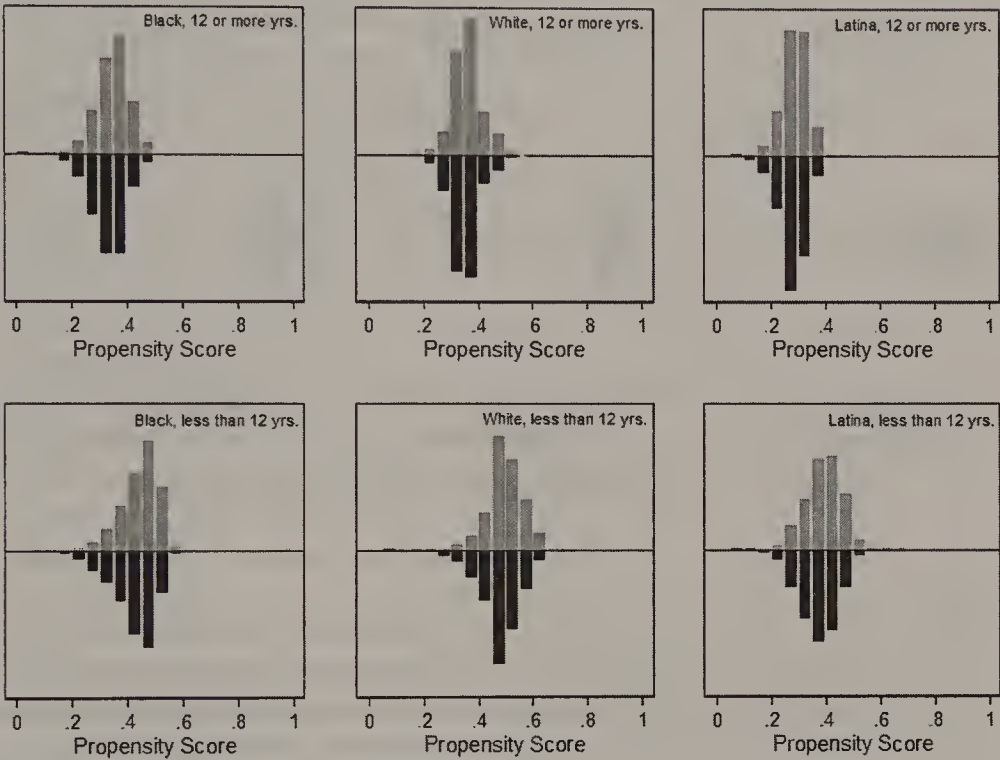 Black, 12 or more yrs.
White, 12 or more yrs.
Latina, 12 or more yrs.
0 .2 .4 .6 .8 1
0 .2 .4 .6 .8 1
0 .2 .4 .6 .8 1
Propensity Score
Propensity Score
Propensity Score
Black, less than 12 yrs.
White, less than 12 yrs.
Latina, less than 12 yrs.
0 .2 .4 .6 .8 1
0 .2 .4 .6 .8 1
0 .2 .4 .6 .8 1
Propensity Score
Propensity Score
Propensity Score